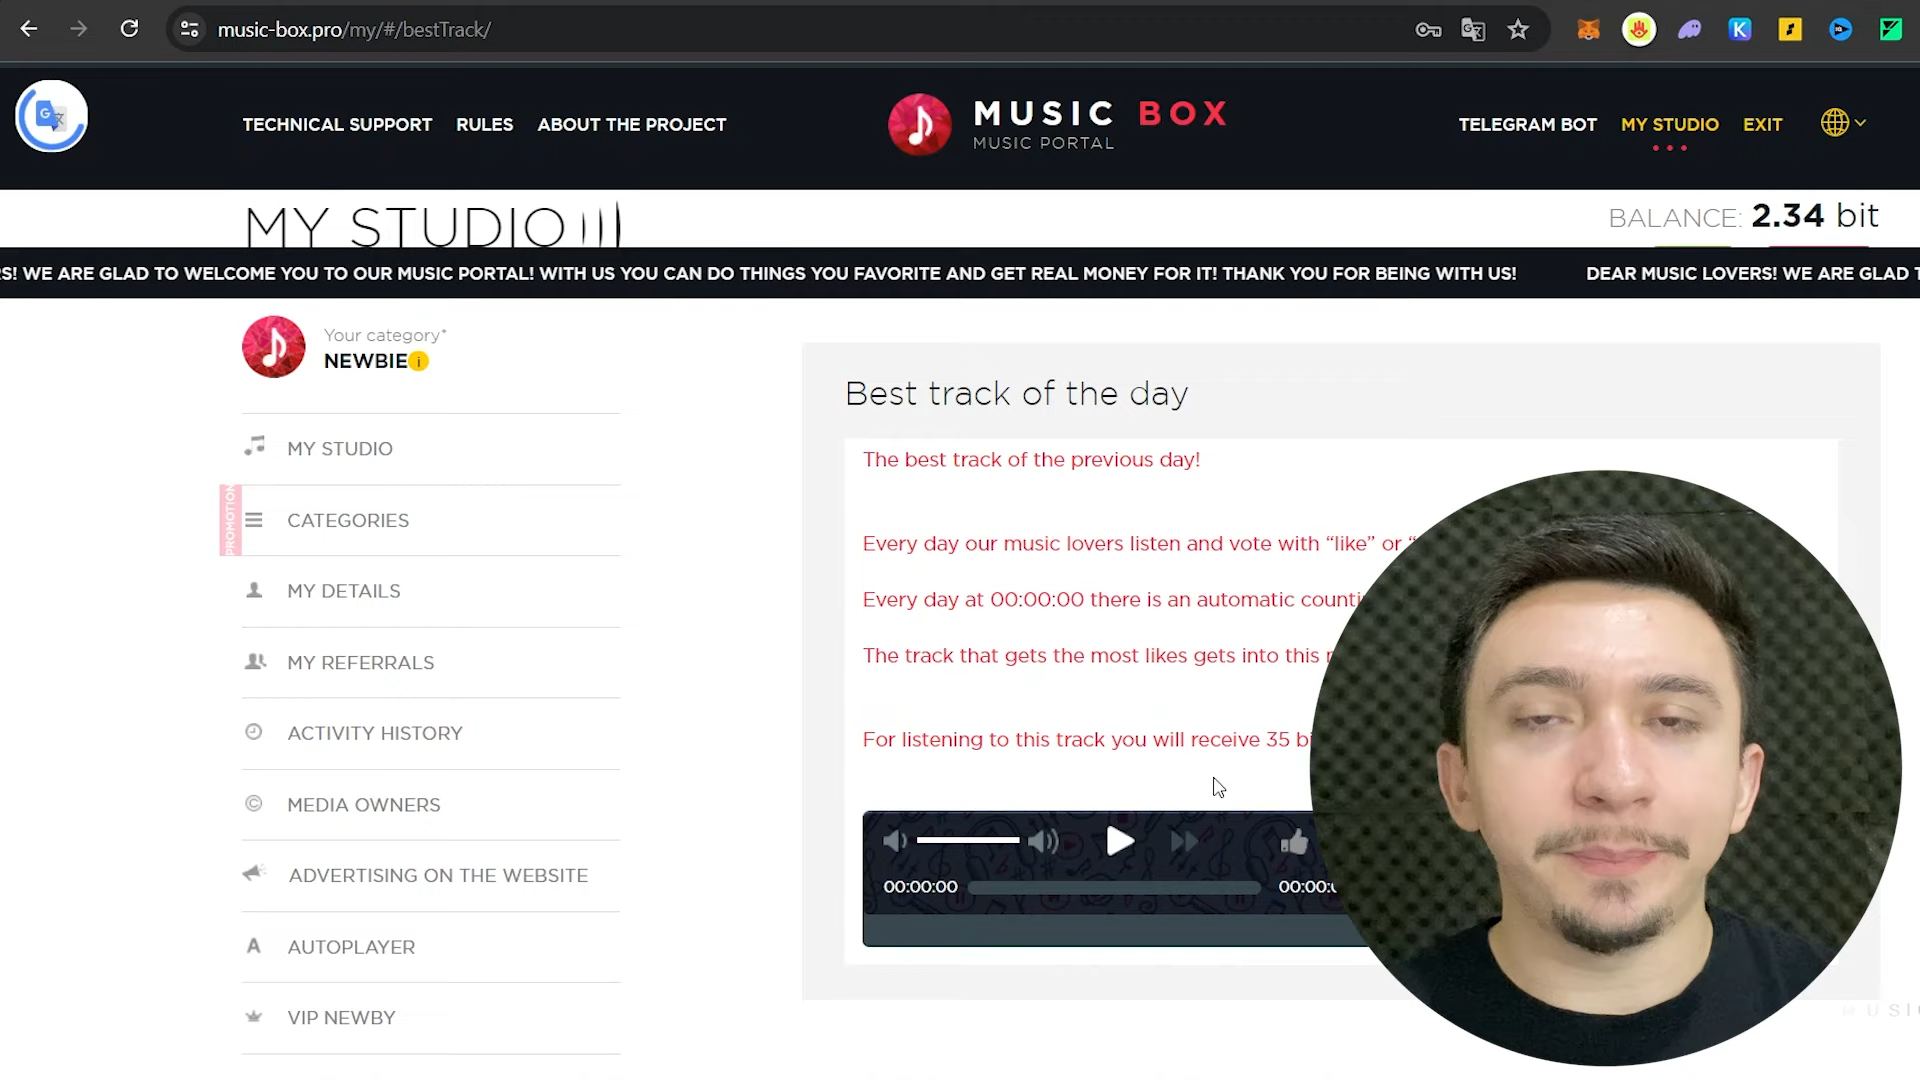 music-box.pro/my/#/bestTrack/
TECHNICAL SUPPORT RULES ABOUT THE PROJECT
MUSIC BOX
MUSIC PORTAL
TELEGRAM BOT MY STUDIO EXIT
MY STUDIO
BALANCE: 2.34 bit
S! WE ARE GLAD TO WELCOME YOU TO OUR MUSIC PORTAL! WITH US YOU CAN DO THINGS YOU FAVORITE AND GET REAL MONEY FOR IT! THANK YOU FOR BEING WITH US! DEAR MUSIC LOVERS! WE ARE GLAD T
Your category*
NEWBIE i
MY STUDIO
PROMOTION
CATEGORIES
MY DETAILS
MY REFERRALS
ACTIVITY HISTORY
MEDIA OWNERS
ADVERTISING ON THE WEBSITE
AUTOPLAYER
VIP NEWBY
Best track of the day
The best track of the previous day!
Every day our music lovers listen and vote with “like” or “
Every day at 00:00:00 there is an automatic counti
The track that gets the most likes gets into this
For listening to this track you will receive 35 bi
00:00:00 00:00:0